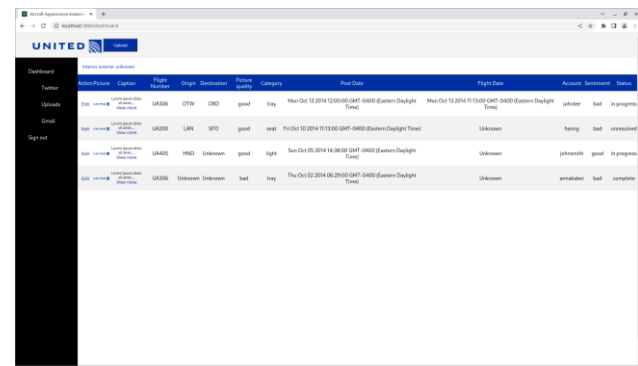 Aircraft Appearance Assess
localhost:3000/dashboard
UNITED
Upload
Dashboard
Twitter
Uploads
Gmail
Sign out
Interior exterior unknown
Action Picture Caption Flight Number Origin Destination Picture quality Category Post Date Flight Date Account Sentiment Status
Edit Lorem ipsum dolor sit amet,... View more UA306 DTW ORD good tray Mon Oct 13 2014 12:00:00 GMT-0400 (Eastern Daylight Time) Mon Oct 13 2014 11:13:00 GMT-0400 (Eastern Daylight Time) johnlee bad in progress
Edit Lorem ipsum dolor sit amet,... View more UA200 LAN SFO good seat Fri Oct 10 2014 11:13:00 GMT-0400 (Eastern Daylight Time) Unknown bad unresolved
Edit Lorem ipsum dolor sit amet,... View more UA405 HND Unknown good light Sun Oct 05 2014 14:38:00 GMT-0400 (Eastern Daylight Time) Unknown johnsmith good in progress
Edit Lorem ipsum dolor sit amet,... View more UA306 Unknown Unknown bad tray Thu Oct 02 2014 06:29:00 GMT-0400 (Eastern Daylight Time) Unknown annabaker bad complete